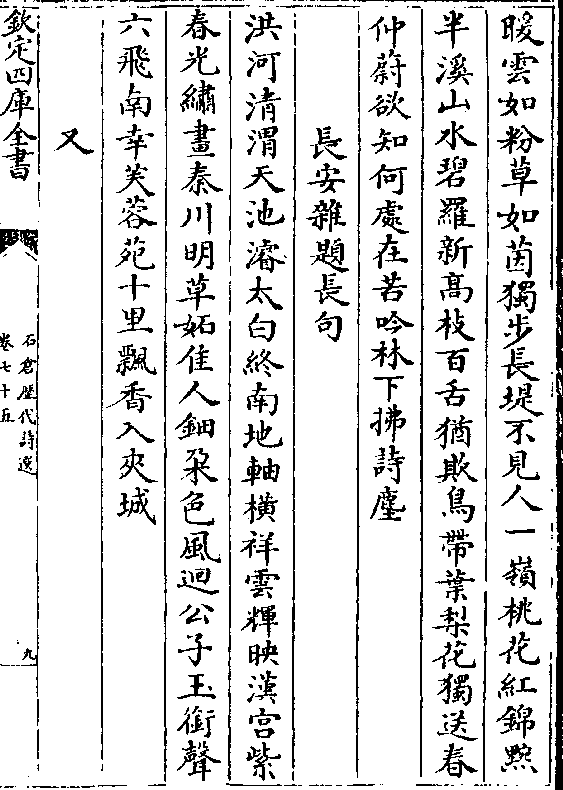 暖雲如粉草如茵獨步長堤不見人一嶺桃花紅錦㸃
半溪山水碧羅新髙枝百舌猶欺鳥帶葉梨花獨送春
仲蔚欲知何處在苦吟林下拂詩塵
長安雜題長句
洪河清渭天池濬太白終南地軸橫祥雲輝映漢宫紫
春光繡畫秦川明草妬佳人鈿朶色風迴公子玉銜聲
六飛南幸芙蓉苑十里飄香入夾城
又
欽定四庫全書
石倉歴代詩選
卷七十五
九